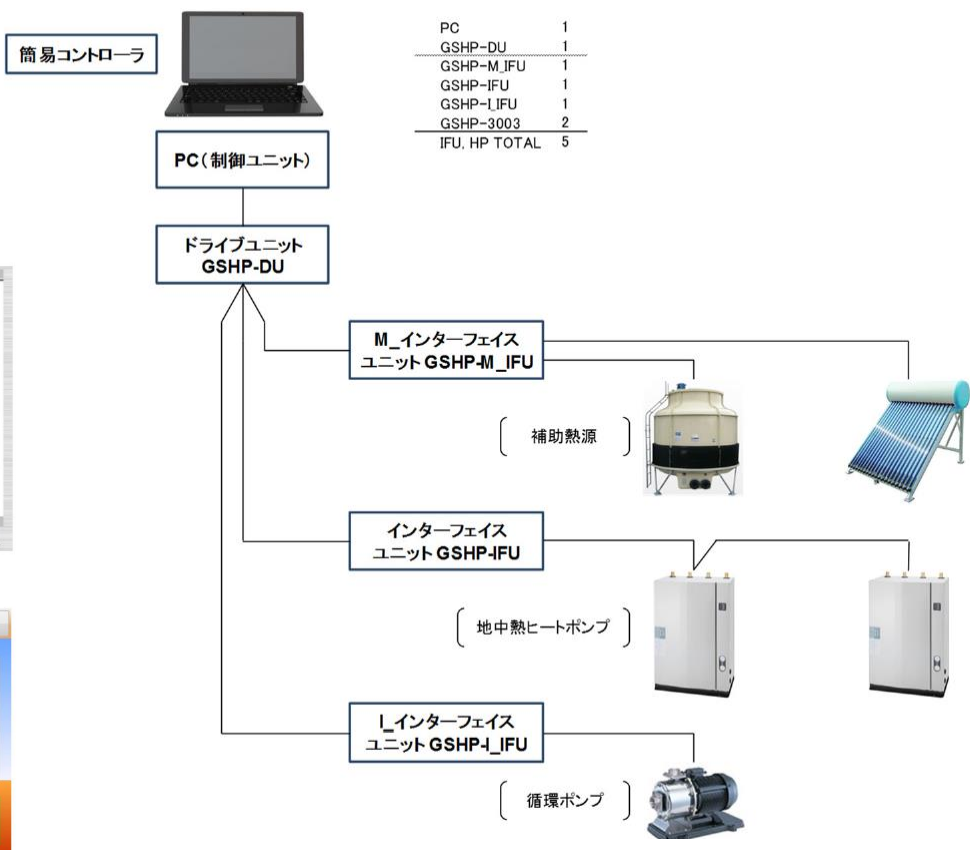 簡易コントローラ
PC 1
GSHP-DU 1
GSHP-M_IFU 1
GSHP-IFU 1
GSHP-I_IFU 1
GSHP-3003 2
IFU, HP TOTAL 5
PC(制御ユニット)
ドライブユニット
GSHP-DU
M_インターフェイス
ユニット GSHP-M_IFU
補助熱源
インターフェイス
ユニット GSHP-IFU
地中熱ヒートポンプ
I_インターフェイス
ユニット GSHP-I_IFU
循環ポンプ